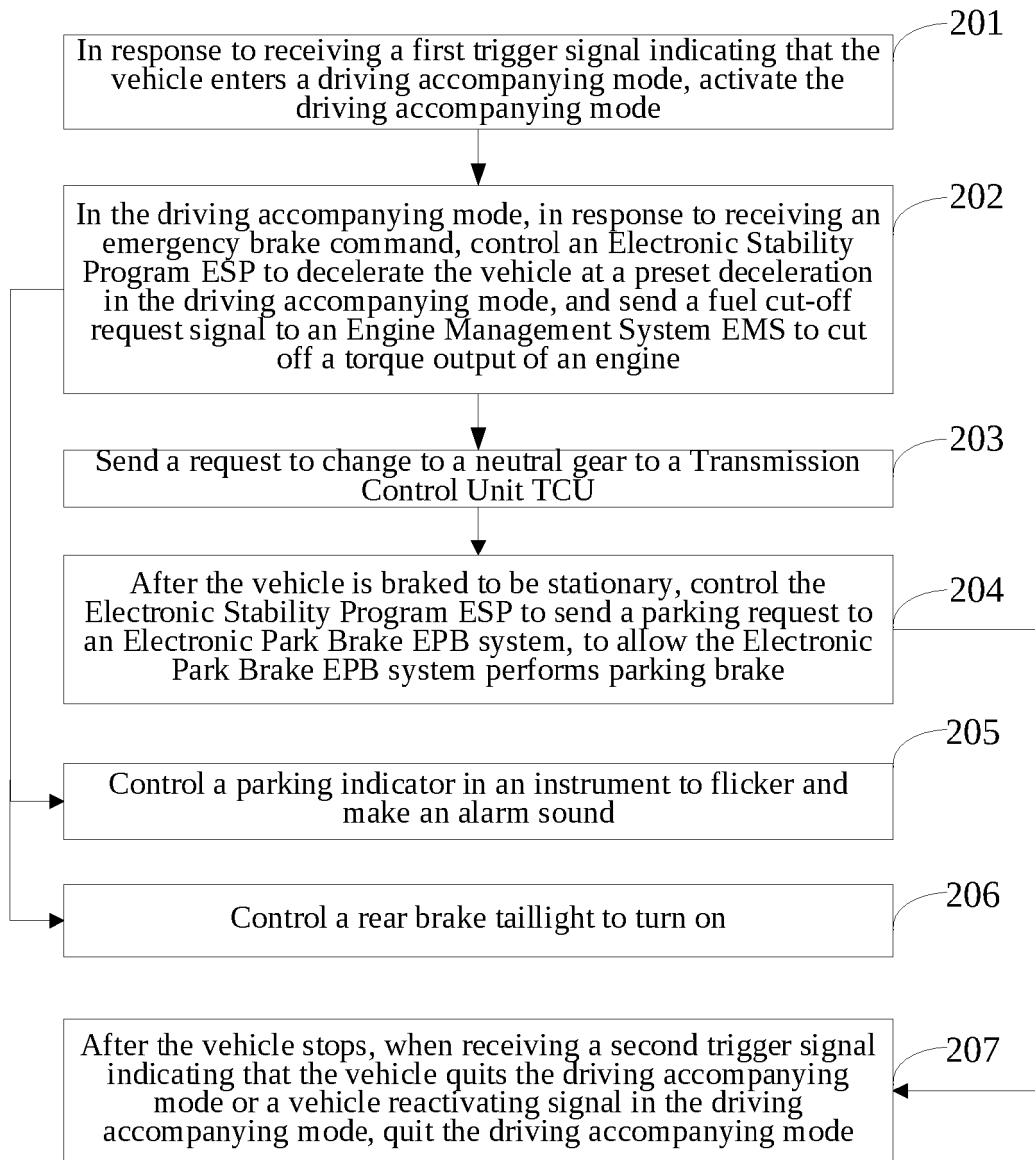 201
In response to receiving a first trigger signal indicating that the
vehicle enters a driving accompanying mode, activate the
driving accompanying mode
202
In the driving accompanying mode, in response to receiving an
emergency brake command, control an Electronic Stability
Program ESP to decelerate the vehicle at a preset deceleration
in the driving accompanying mode, and send a fuel cut-off
request signal to an Engine Management System EMS to cut
off a torque output of an engine
203
Send a request to change to a neutral gear to a Transmission
Control Unit TCU
204
After the vehicle is braked to be stationary, control the
Electronic Stability Program ESP to send a parking request to
an Electronic Park Brake EPB system, to allow the Electronic
Park Brake EPB system performs parking brake
205
Control a parking indicator in an instrument to flicker and
make an alarm sound
206
Control a rear brake taillight to turn on
207
After the vehicle stops, when receiving a second trigger signal
indicating that the vehicle quits the driving accompanying
mode or a vehicle reactivating signal in the driving
accompanying mode, quit the driving accompanying mode